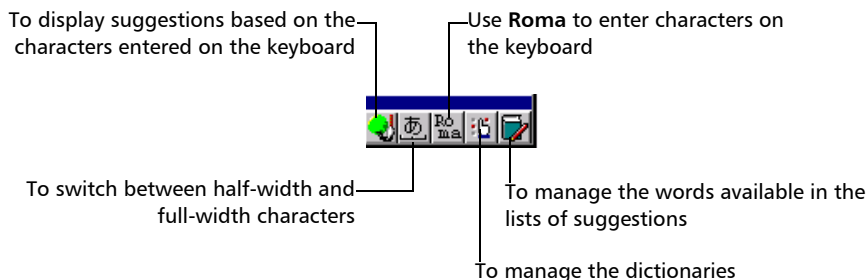 To display suggestions based on the
characters entered on the keyboard
Use Roma to enter characters on
the keyboard
あ
Ro
ma
To switch between half-width and
full-width characters
To manage the words available in the
lists of suggestions
To manage the dictionaries